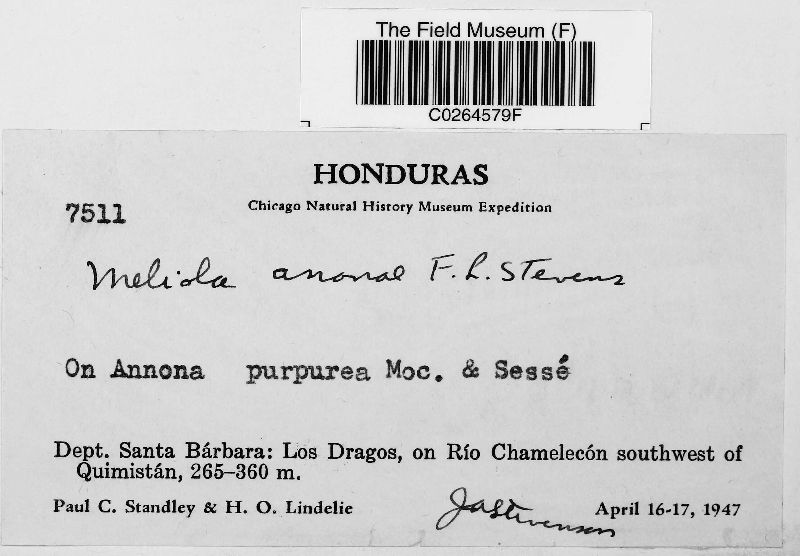 The Field Museum (F)
C0264579F
HONDURAS
7511
Chicago Natural History Museum Expedition
Meliola anonae F. L. Stevens
On Annona purpurea Moc. & Sessé
Dept. Santa Bárbara: Los Dragos, on Río Chamelecón southwest of
Quimistán, 265–360 m.
Paul C. Standley & H. O. Lindelie
JAStevenson
April 16-17, 1947